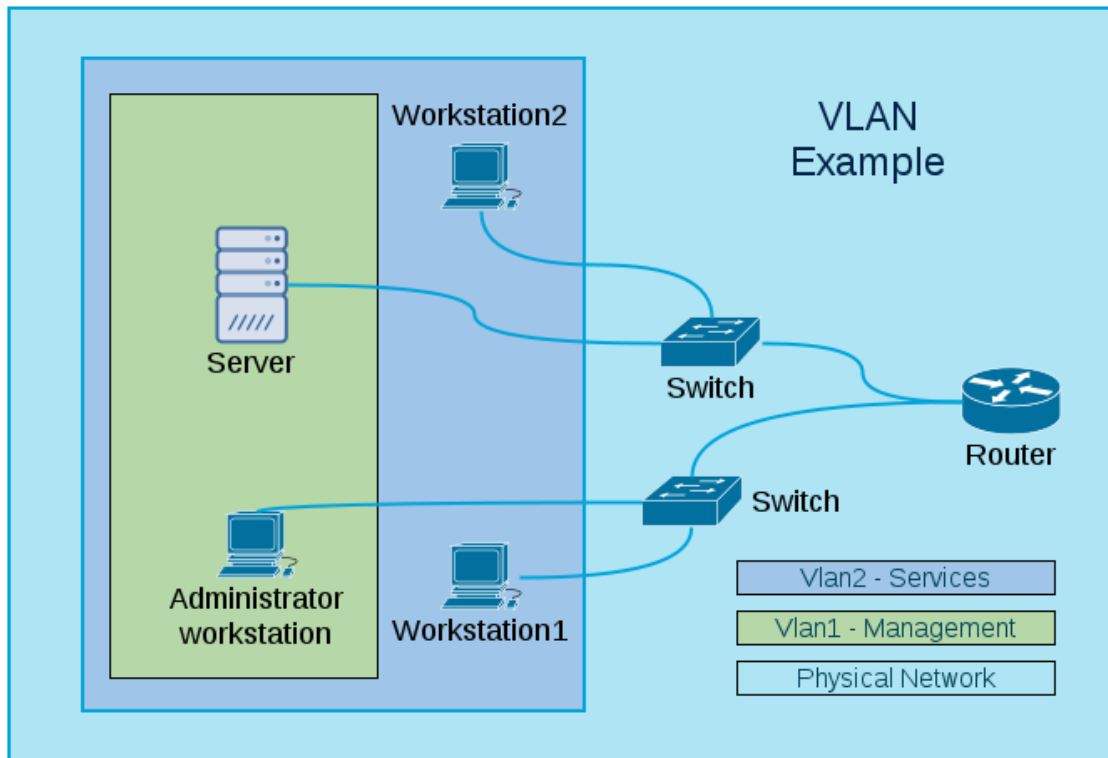 VLAN
Example
Workstation2
Server
Switch
Router
Switch
Administrator
workstation
Workstation1
Vlan2 - Services
Vlan1 - Management
Physical Network